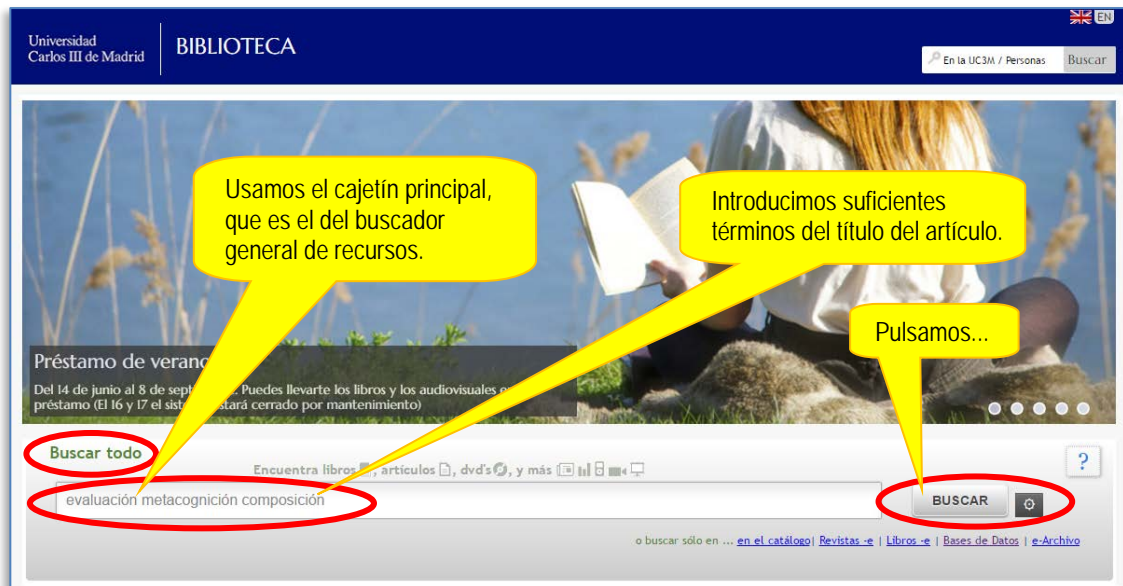 EN
Universidad
Carlos III de Madrid
BIBLIOTECA
En la UC3M / Personas
Buscar
Usamos el cajetín principal,
que es el del buscador
general de recursos.
Introducimos suficientes
términos del título del artículo.
Pulsamos...
Préstamo de verano
Del 14 de junio al 8 de Puedes llevarte los libros y los audiovisuales
préstamo (El 16 y 17 el estará cerrado por mantenimiento)
Buscar todo
Encuentra libros, artículos, dvd's, y más
?
evaluación metacognición composición
BUSCAR
o buscar sólo en ... en el catálogo| Revistas -e | Libros -e | Bases de Datos | e-Archivo